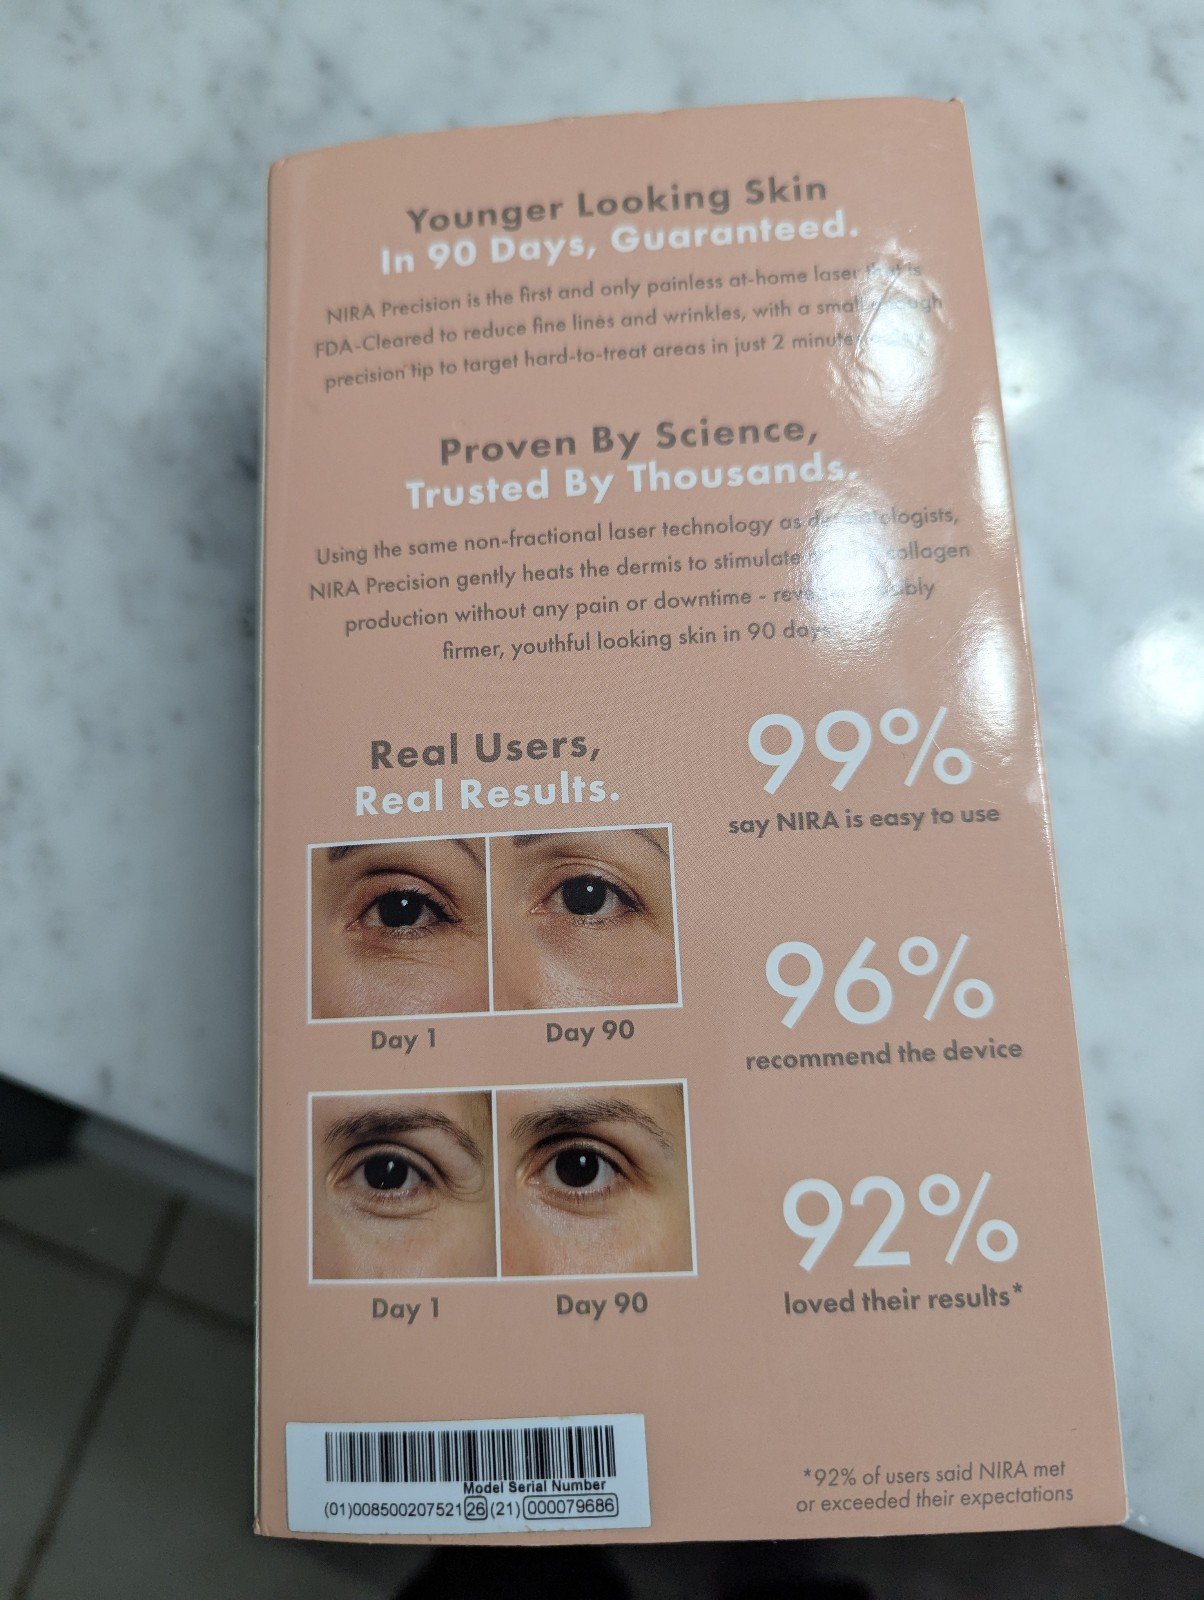 Younger Looking Skin
In 90 Days, Guaranteed.
NIRA Precision is the first and only painless at-home laser that is
FDA-Cleared to reduce fine lines and wrinkles, with a small
precision tip to target hard-to-treat areas in just 2 minutes
Proven By Science,
Trusted By Thousands.
Using the same non-fractional laser technology as dermatologists,
NIRA Precision gently heats the dermis to stimulate collagen
production without any pain or downtime -
firmer, youthful looking skin in 90 days
Real Users,
Real Results.
Day 1 Day 90
Day 1 Day 90
99%
say NIRA is easy to use
96%
recommend the device
92%
loved their results*
*92% of users said NIRA met
or exceeded their expectations
Model Serial Number
(01)00850020752126(21)000079686